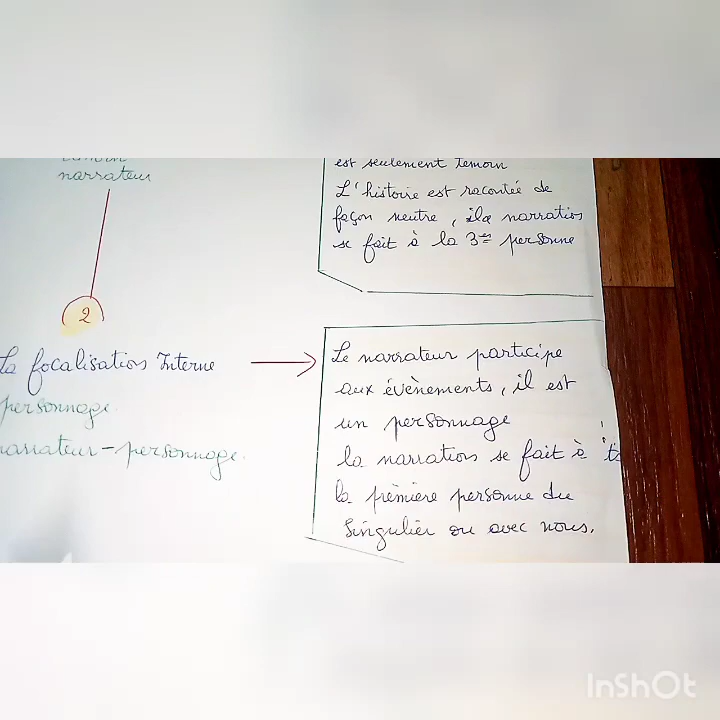 narrateur
est seulement temoin
L'histoire est racontée de
façon neutre, la narration
se fait à la 3ème personne
2
La focalisation Interne
personnage.
narrateur-personnage.
Le narrateur participe
aux évènements, il est
un personnage
la narration se fait à
la prèmière personne du
Singulier ou avec nous.
InShOt